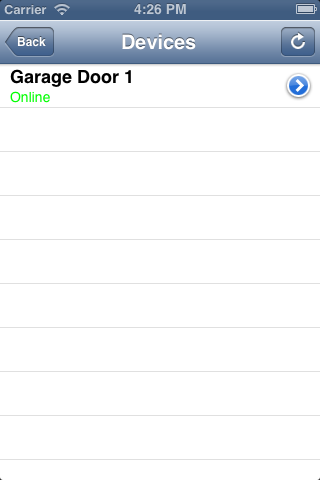 Carrier 4:26 PM
Back Devices
Garage Door 1
Online